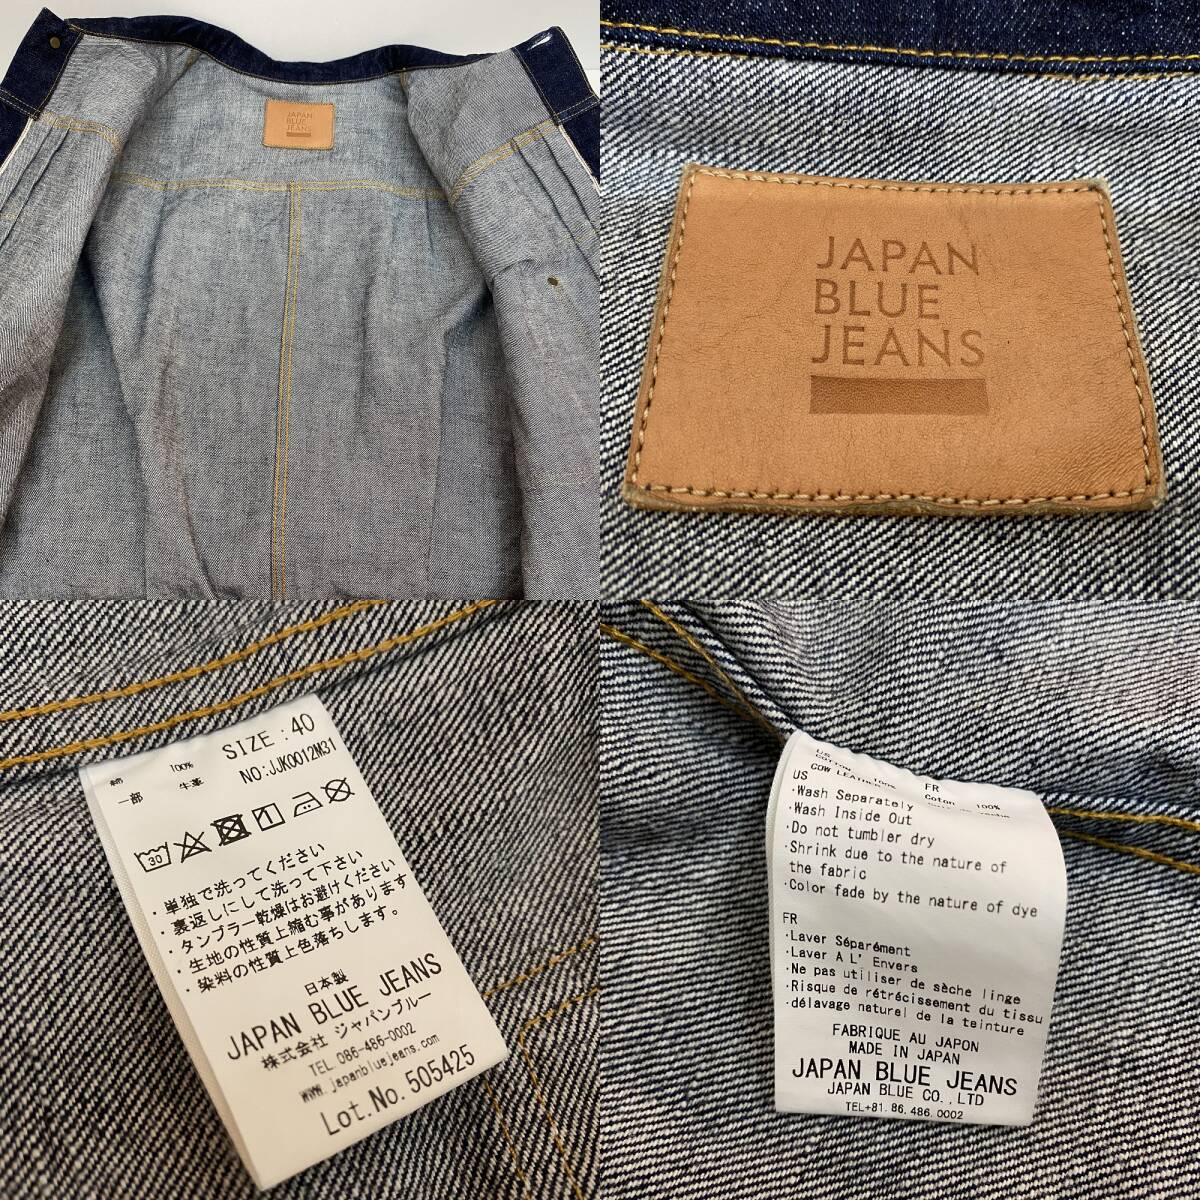 JAPAN
BLUE
JEANS
JAPAN
BLUE
JEANS
SIZE : 40
NO:JJK0012M31
綿 100%
一部 牛革
30
・単独で洗ってください
・裏返しにして洗って下さい
・タンブラー乾燥はお避けください
・生地の性質上縮む事があります
・染料の性質上色落ちします。
日本製
JAPAN BLUE JEANS
株式会社 ジャパンブルー
TEL 086-486-0002
www.japanbluejeans.com
Lot.No. 505425
US
COTTON 100%
COW LEATHER
FR
Coton 100%
US
·Wash Separately
·Wash Inside Out
·Do not tumbler dry
·Shrink due to the nature of
the fabric
·Color fade by the nature of dye
FR
·Laver Séparément
·Laver A L' Envers
·Ne pas utiliser de sèche linge
·Risque de rétrécissement du tissu
·délavage naturel de la teinture
FABRIQUE AU JAPON
MADE IN JAPAN
JAPAN BLUE JEANS
JAPAN BLUE CO.,LTD
TEL+81.86.486.0002